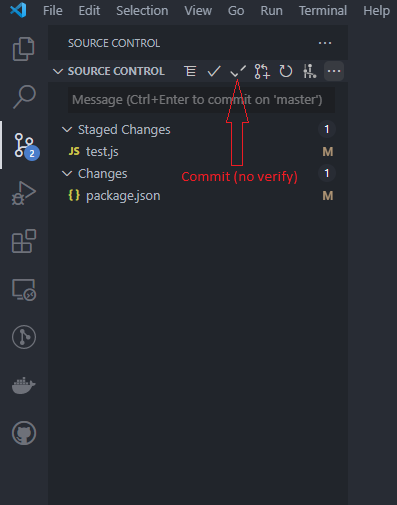 File Edit Selection View Go Run Terminal Help
SOURCE CONTROL ...
SOURCE CONTROL ...
Message (Ctrl+Enter to commit on 'master')
Staged Changes 1
JS test.js M
2
Commit (no verify)
Changes 1
{ } package.json M